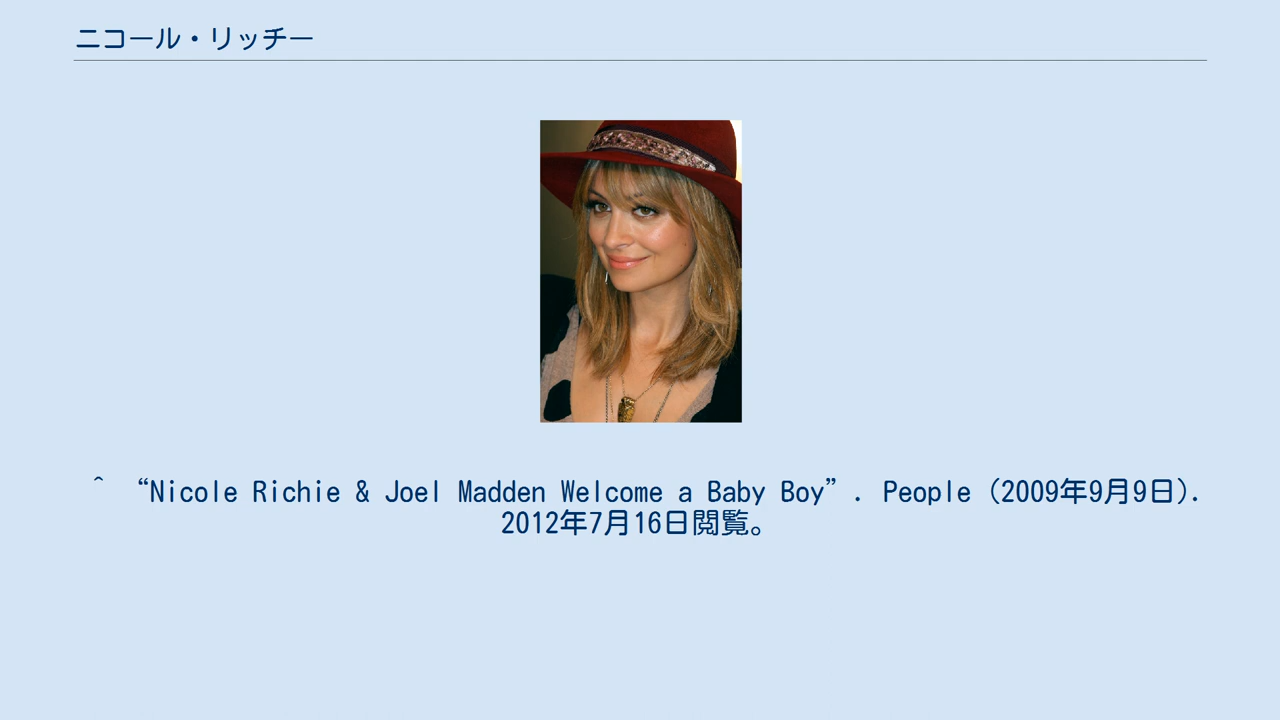 ニコール・リッチー
^ “Nicole Richie & Joel Madden Welcome a Baby Boy”. People (2009年9月9日).
2012年7月16日閲覧。